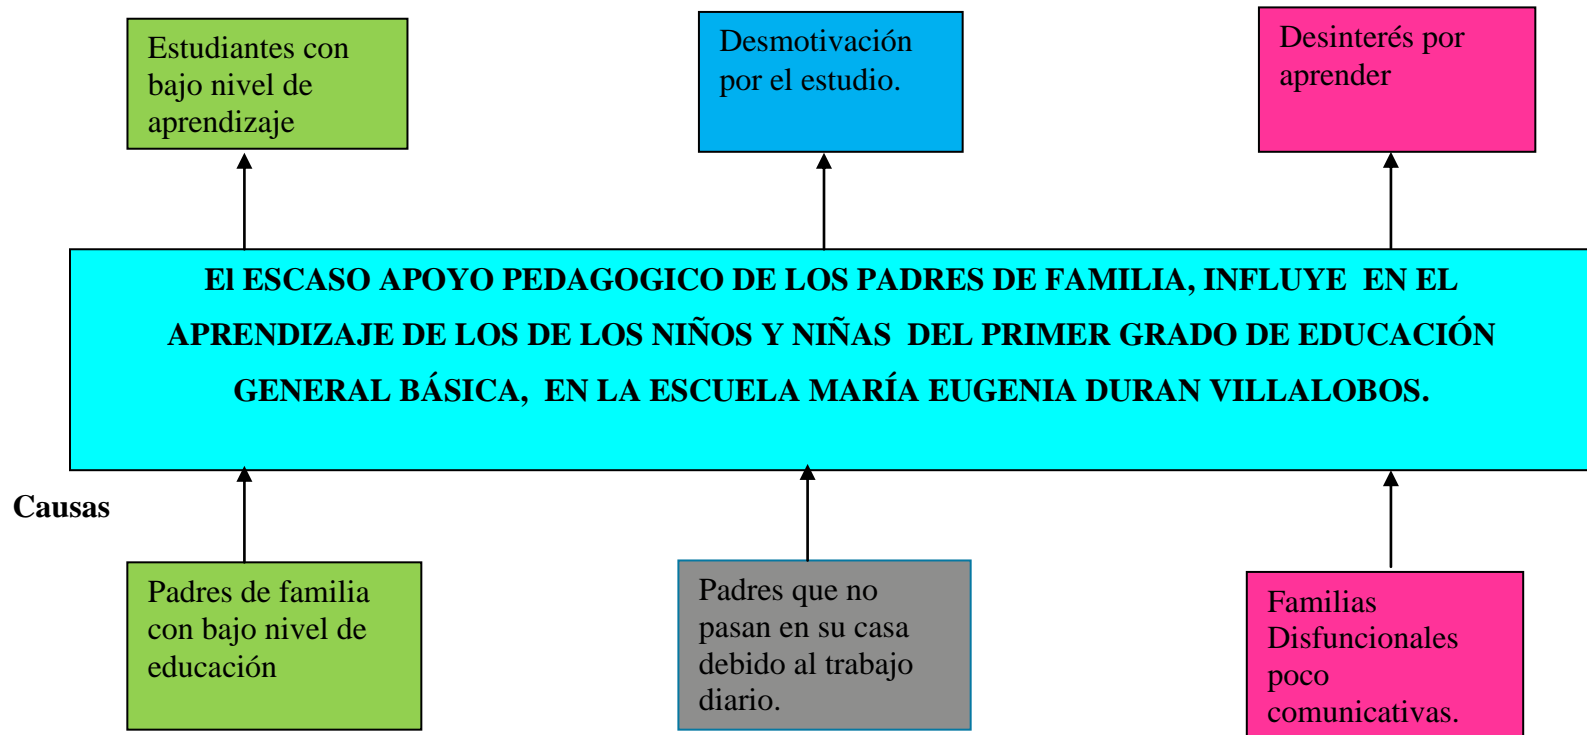 Estudiantes con
bajo nivel de
aprendizaje
Desmotivación
por el estudio.
Desinterés por
aprender
El ESCASO APOYO PEDAGOGICO DE LOS PADRES DE FAMILIA, INFLUYE  EN EL
APRENDIZAJE DE LOS DE LOS NIÑOS Y NIÑAS  DEL PRIMER GRADO DE EDUCACIÓN
GENERAL BÁSICA,  EN LA ESCUELA MARÍA EUGENIA DURAN VILLALOBOS.
Causas
Padres de familia
con bajo nivel de
educación
Padres que no
pasan en su casa
debido al trabajo
diario.
Familias
Disfuncionales
poco
comunicativas.